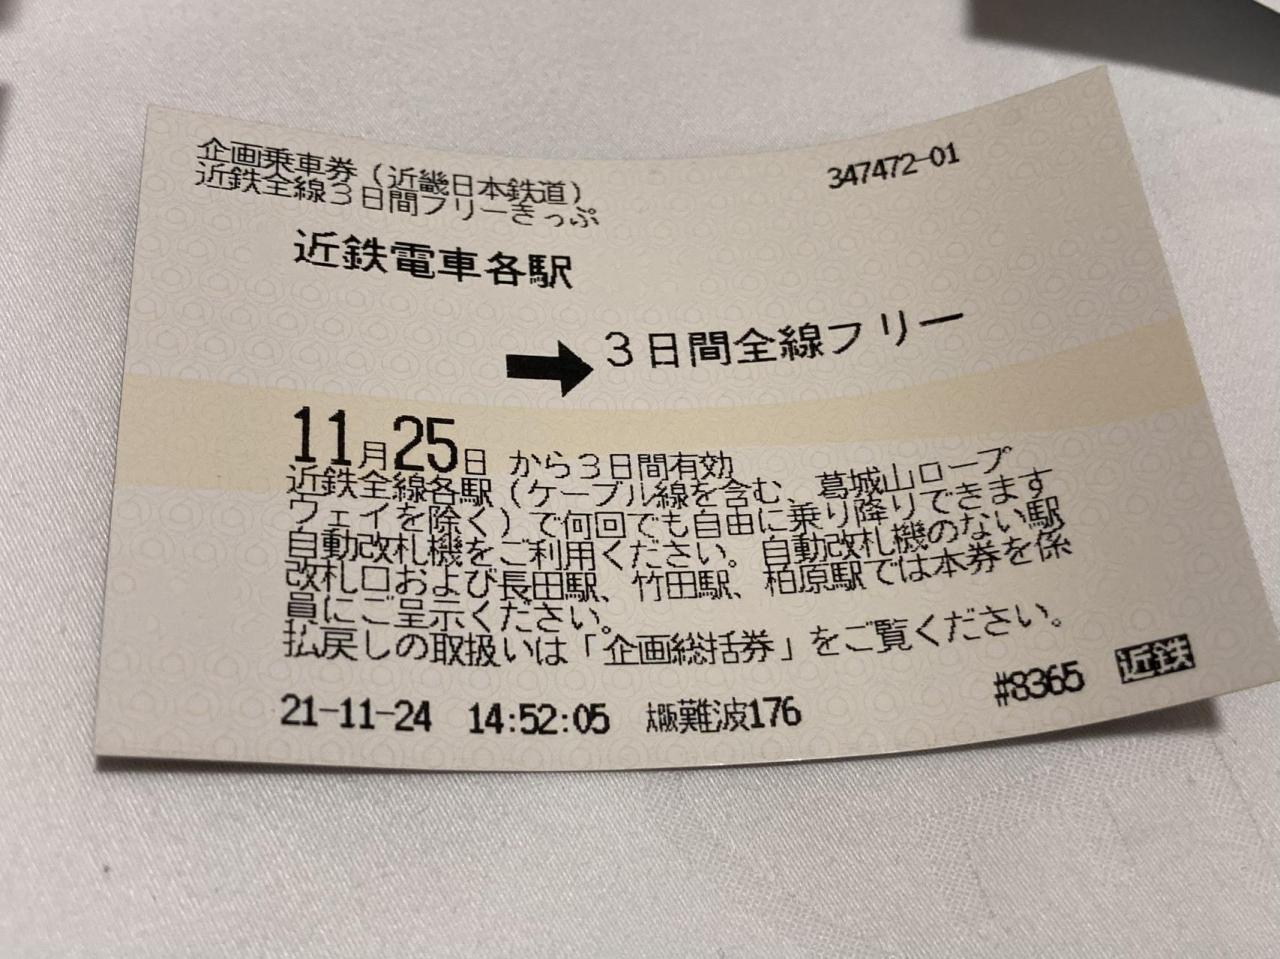 企画乗車券（近畿日本鉄道）
347472-01
近鉄全線３日間フリーきっぷ
近鉄電車各駅
➡３日間全線フリー
11月25日 から３日間有効
近鉄全線各駅（ケーブル線を含む、葛城山ロープ
ウェイを除く）で何回でも自由に乗り降りできます
自動改札機をご利用ください。自動改札機のない駅
改札口および長田駅、竹田駅、柏原駅では本券を係
員にご呈示ください。
払戻しの取扱いは「企画総括券」をご覧ください。
21-11-24 14:52:05 大阪難波176
#8365 近鉄